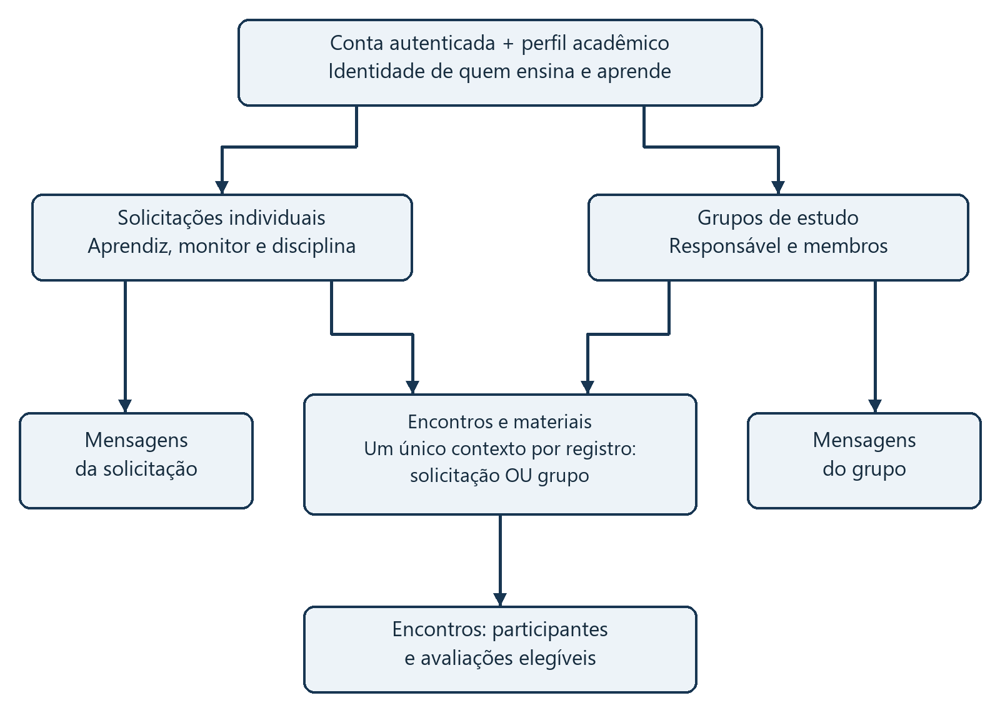 Conta autenticada + perfil acadêmico
Identidade de quem ensina e aprende
Solicitações individuais
Aprendiz, monitor e disciplina
Grupos de estudo
Responsável e membros
Mensagens
da solicitação
Encontros e materiais
Um único contexto por registro:
solicitação OU grupo
Mensagens
do grupo
Encontros: participantes
e avaliações elegíveis